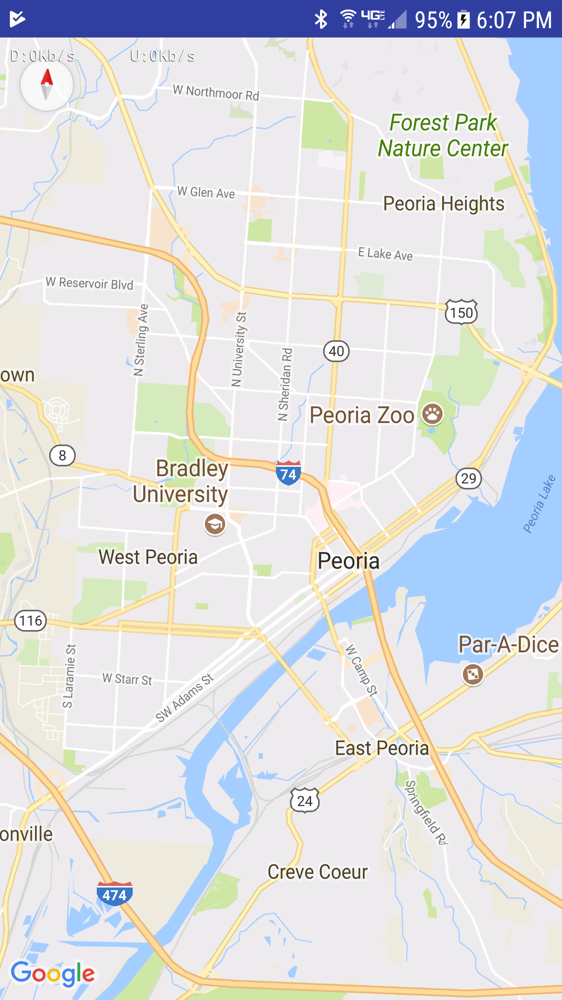 4G LTE 95% 6:07 PM
D:0Kb/s U:0Kb/s
W Northmoor Rd
Forest Park
Nature Center
W Glen Ave
Peoria Heights
E Lake Ave
W Reservoir Blvd
150
N Sterling Ave
N University St
N Sheridan Rd
40
own
Peoria Zoo
8
Bradley
University
74
29
Peoria Lake
West Peoria
Peoria
116
Par-A-Dice
S Laramie St
W Starr St
SW Adams St
W Camp St
East Peoria
24
Springfield Rd
onville
Creve Coeur
474
Google